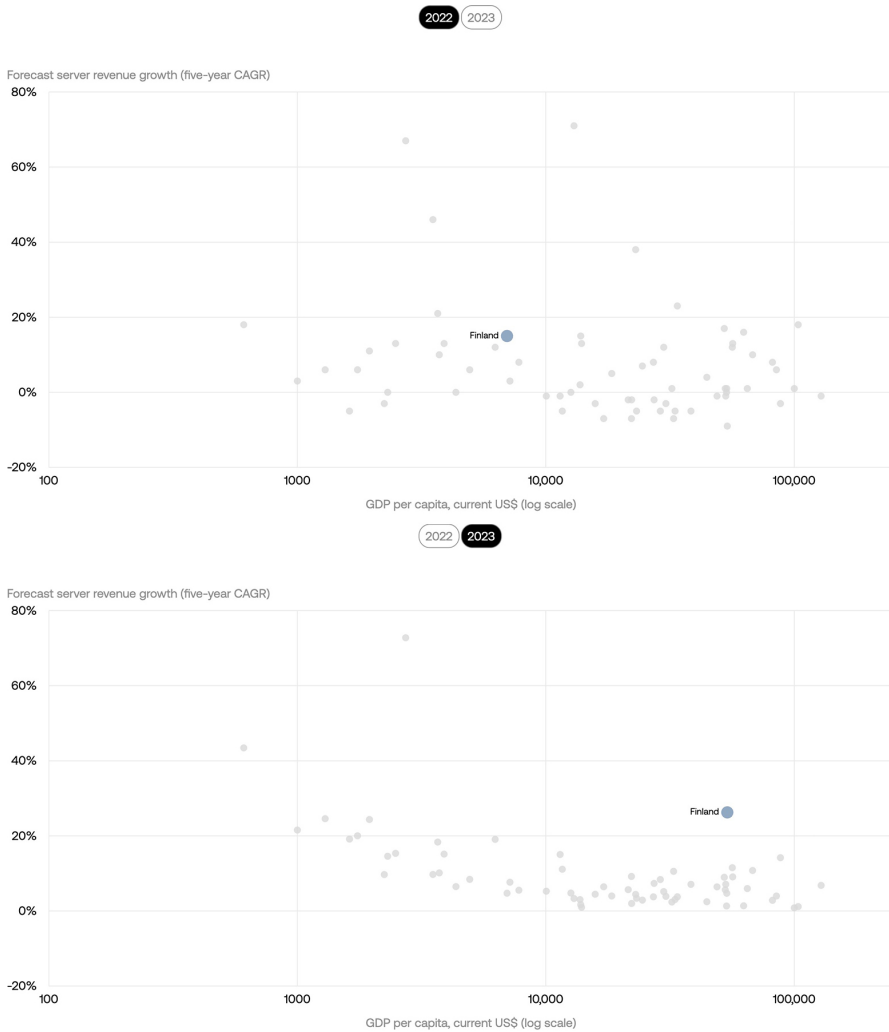 2022 2023
Forecast server revenue growth (five-year CAGR)
80%
60%
40%
20%
Finland
0%
-20%
100 1000 10,000 100,000
GDP per capita, current US$ (log scale)
2022 2023
Forecast server revenue growth (five-year CAGR)
80%
60%
40%
Finland
20%
0%
-20%
100 1000 10,000 100,000
GDP per capita, current US$ (log scale)